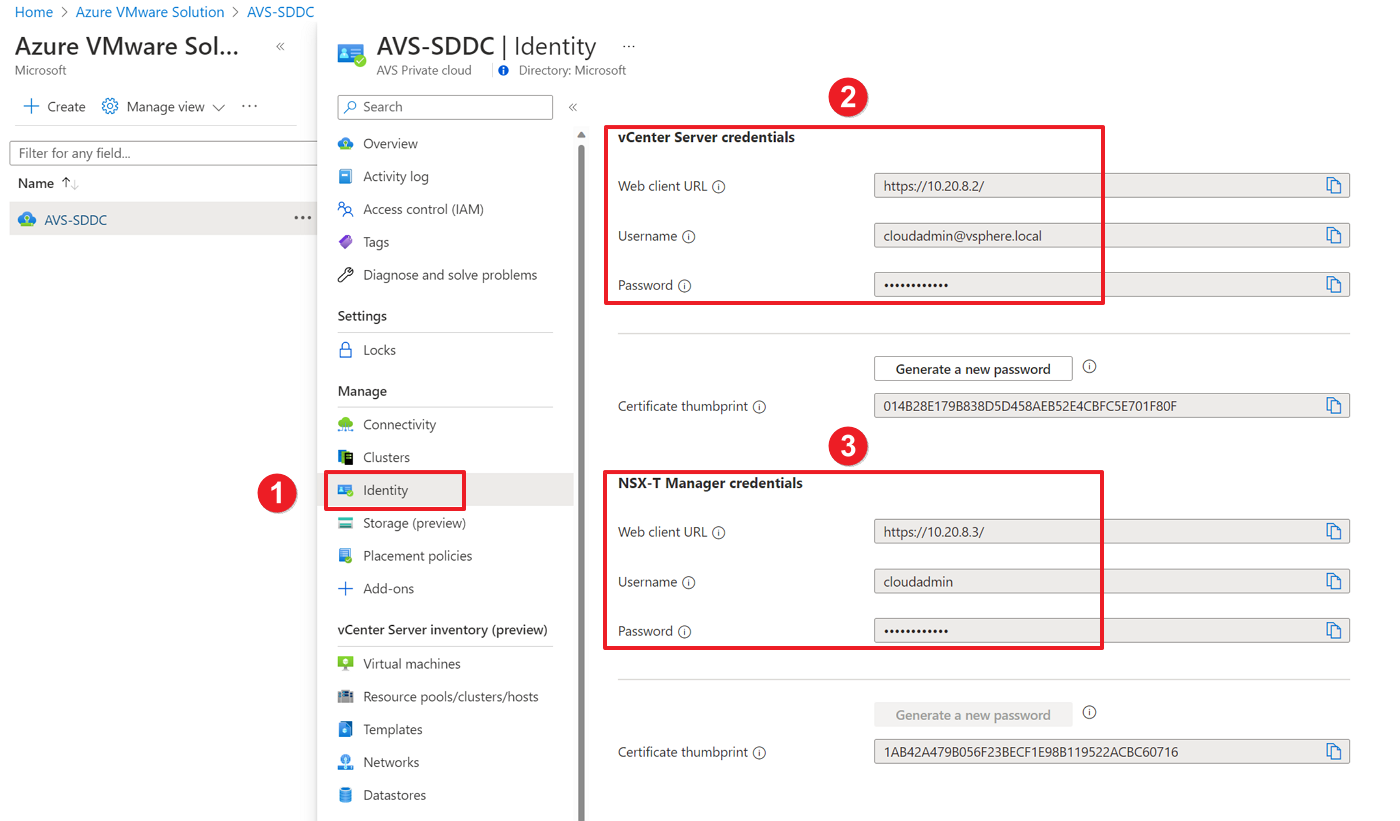 Home > Azure VMware Solution > AVS-SDDC
Azure VMware Sol... «
Microsoft
+ Create Manage view ...
Filter for any field...
Name ↑↓
AVS-SDDC ...
AVS-SDDC | Identity ...
AVS Private cloud Directory: Microsoft
Search «
Overview
Activity log
Access control (IAM)
Tags
Diagnose and solve problems
Settings
Locks
Manage
Connectivity
Clusters
1 Identity
Storage (preview)
Placement policies
Add-ons
vCenter Server inventory (preview)
Virtual machines
Resource pools/clusters/hosts
Templates
Networks
Datastores
2
vCenter Server credentials
Web client URL https://10.20.8.2/
Username cloudadmin@vsphere.local
Password ••••••••••••
Generate a new password
Certificate thumbprint 014B28E179B838D5D458AEB52E4CBFC5E701F80F
3
NSX-T Manager credentials
Web client URL https://10.20.8.3/
Username cloudadmin
Password ••••••••••••
Generate a new password
Certificate thumbprint 1AB42A479B056F23BECF1E98B119522ACBC60716